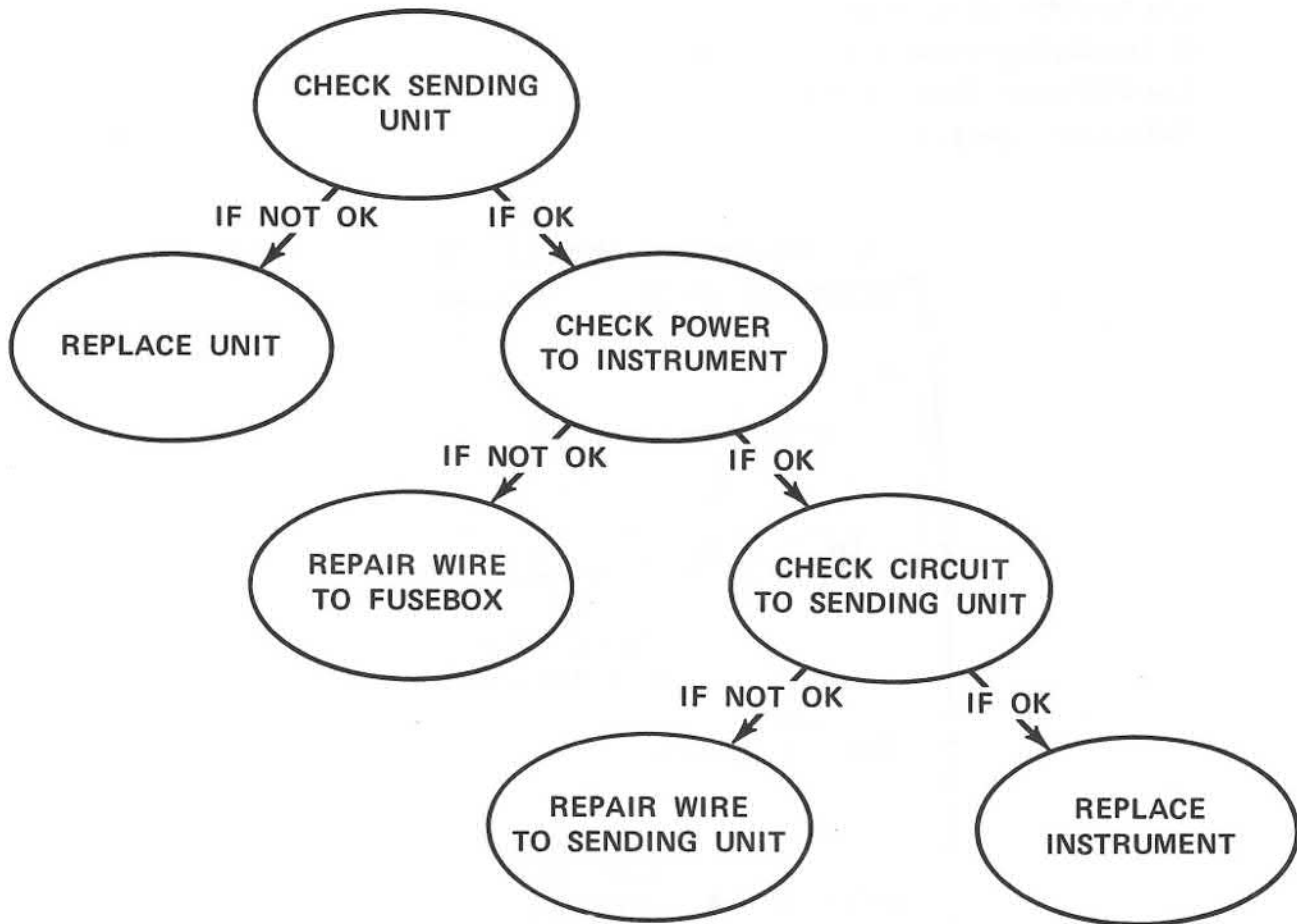 CHECK SENDING
UNIT
IF NOT OK
IF OK
REPLACE UNIT
CHECK POWER
TO INSTRUMENT
IF NOT OK
IF OK
REPAIR WIRE
TO FUSEBOX
CHECK CIRCUIT
TO SENDING UNIT
IF NOT OK
IF OK
REPAIR WIRE
TO SENDING UNIT
REPLACE
INSTRUMENT